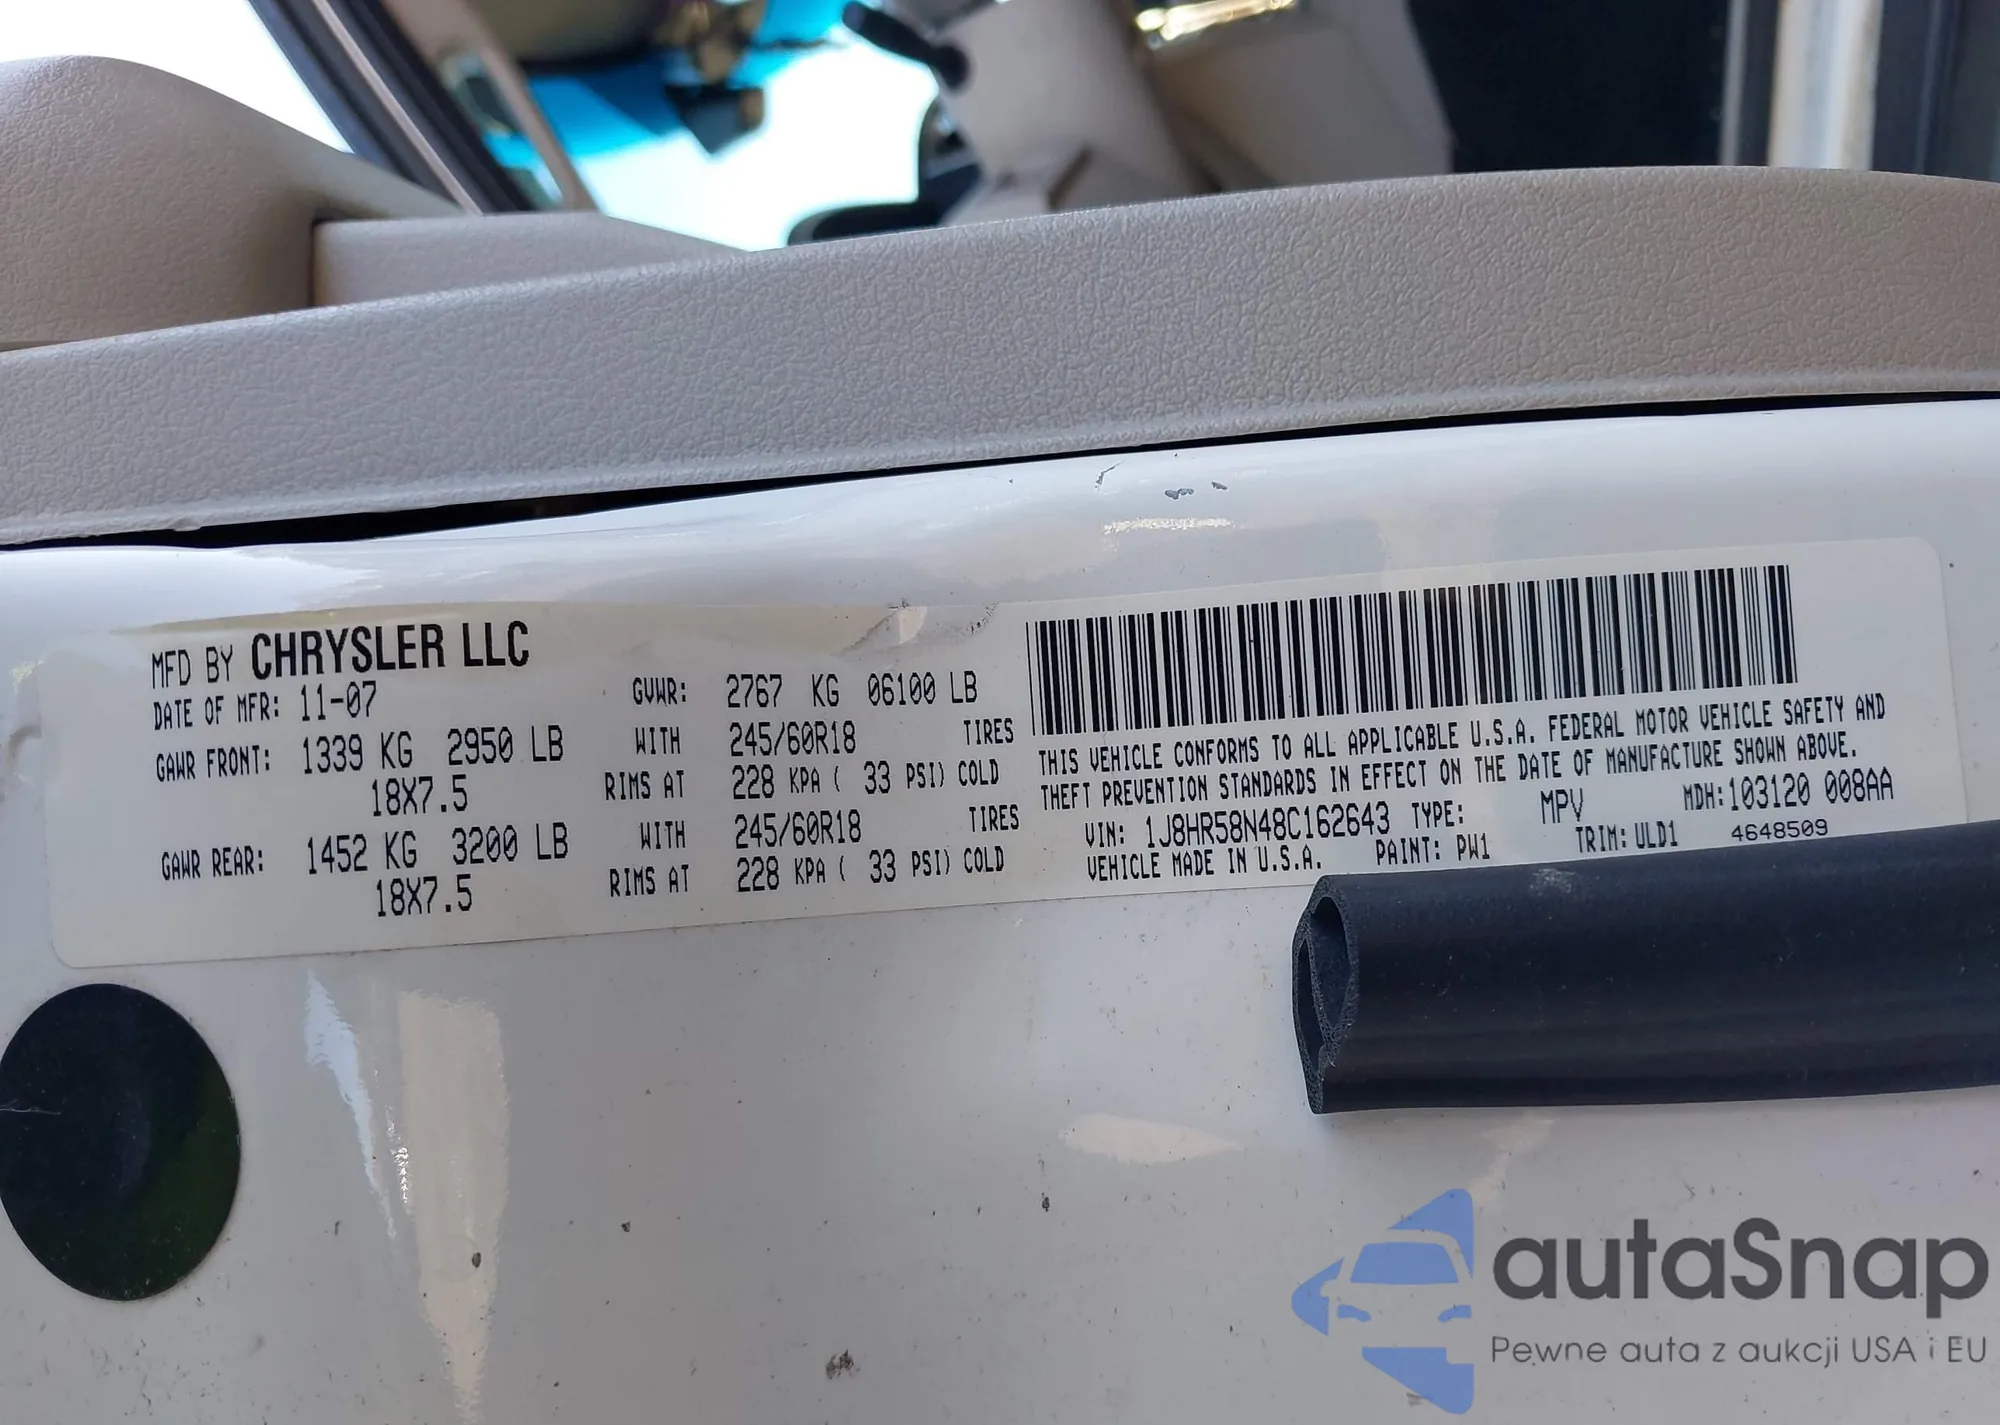 MFD BY CHRYSLER LLC
DATE OF MFR: 11-07 GVWR: 2767 KG 06100 LB
GAWR FRONT: 1339 KG 2950 LB WITH 245/60R18 TIRES
18X7.5 RIMS AT 228 KPA ( 33 PSI) COLD
GAWR REAR: 1452 KG 3200 LB WITH 245/60R18 TIRES
18X7.5 RIMS AT 228 KPA ( 33 PSI) COLD
THIS VEHICLE CONFORMS TO ALL APPLICABLE U.S.A. FEDERAL MOTOR VEHICLE SAFETY AND
THEFT PREVENTION STANDARDS IN EFFECT ON THE DATE OF MANUFACTURE SHOWN ABOVE.
VIN: 1J8HR58N48C162643 TYPE: MPV MDH:103120 008AA
VEHICLE MADE IN U.S.A. PAINT: PW1 TRIM: ULD1 4648509
autaSnap
Pewne auta z aukcji USA i EU